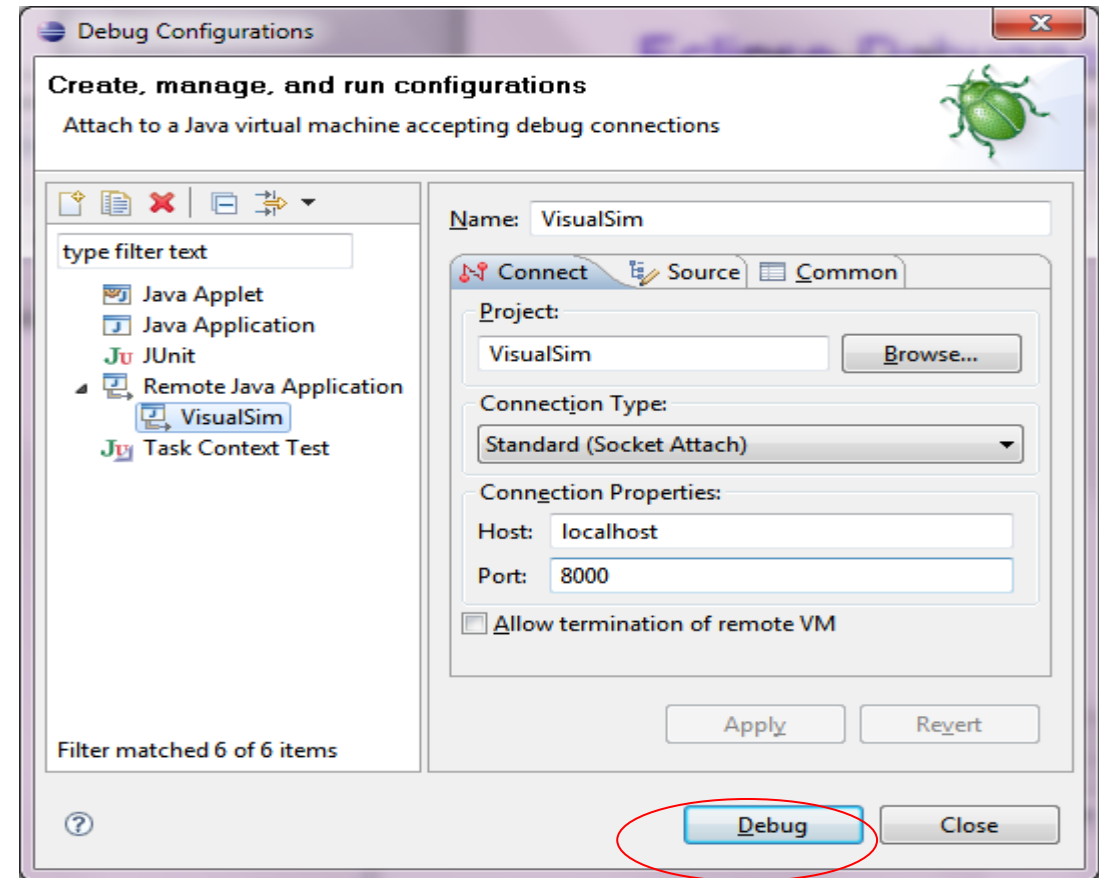 Debug Configurations
Create, manage, and run configurations
Attach to a Java virtual machine accepting debug connections
type filter text
Java Applet
Java Application
JUnit
Remote Java Application
VisualSim
Task Context Test
Filter matched 6 of 6 items
Name: VisualSim
Connect Source Common
Project:
VisualSim Browse...
Connection Type:
Standard (Socket Attach)
Connection Properties:
Host: localhost
Port: 8000
Allow termination of remote VM
Apply Revert
Debug Close